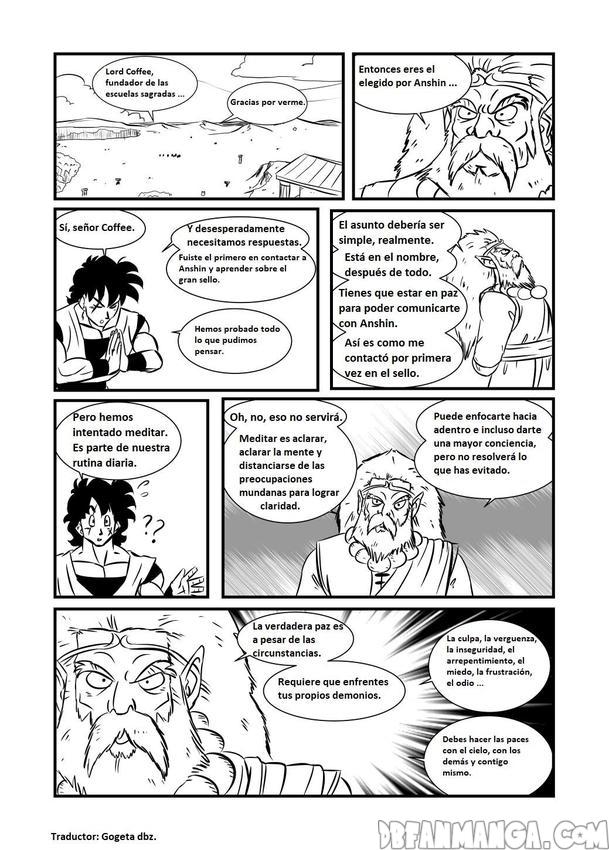 Lord Coffee,
fundador de las
escuelas sagradas ...
Gracias por verme.
Entonces eres el
elegido por Anshin ...
Sí, señor Coffee.
Y desesperadamente
necesitamos respuestas.
Fuiste el primero en contactar a
Anshin y aprender sobre el
gran sello.
Hemos probado todo
lo que pudimos
pensar.
El asunto debería ser
simple, realmente.
Está en el nombre,
después de todo.
Tienes que estar en paz
para poder comunicarte
con Anshin.
Así es como me
contactó por primera
vez en el sello.
Pero hemos
intentado meditar.
Es parte de nuestra
rutina diaria.
??
Oh, no, eso no servirá.
Meditar es aclarar,
aclarar la mente y
distanciarse de las
preocupaciones
mundanas para lograr
claridad.
Puede enfocarte hacia
adentro e incluso darte
una mayor conciencia,
pero no resolverá lo
que has evitado.
La verdadera paz es
a pesar de las
circunstancias.
Requiere que enfrentes
tus propios demonios.
La culpa, la verguenza,
la inseguridad, el
arrepentimiento, el
miedo, la frustración,
el odio ...
Debes hacer las paces
con el cielo, con los
demás y contigo
mismo.
Traductor: Gogeta dbz.
DBFANMANGA.COM